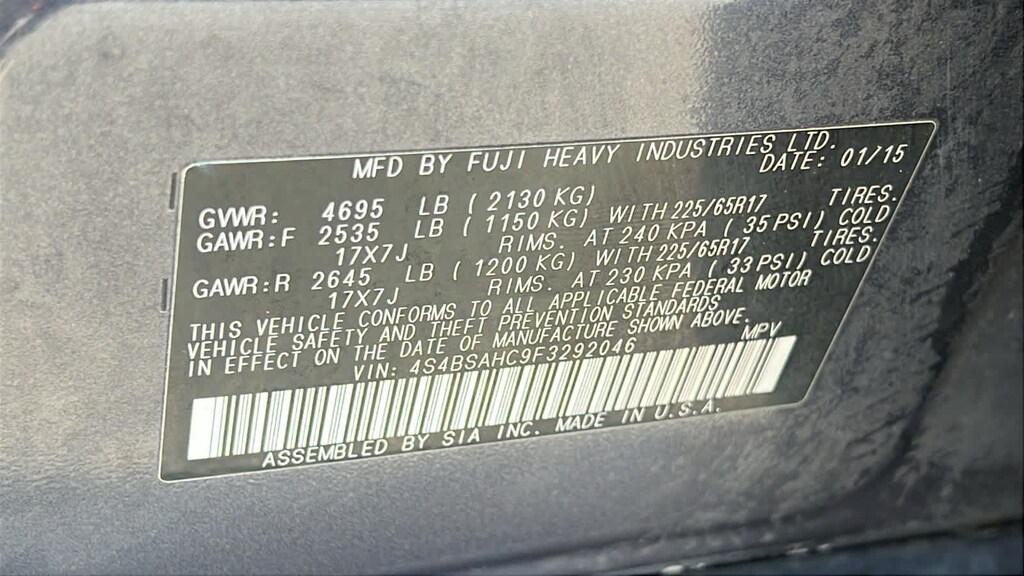 MFD BY FUJI HEAVY INDUSTRIES LTD.
DATE: 01/15
GVWR: 4695 LB ( 2130 KG)
GAWR:F 2535 LB ( 1150 KG) WITH 225/65R17 TIRES.
17X7J RIMS. AT 240 KPA ( 35 PSI) COLD
GAWR:R 2645 LB ( 1200 KG) WITH 225/65R17 TIRES.
17X7J RIMS. AT 230 KPA ( 33 PSI) COLD
THIS VEHICLE CONFORMS TO ALL APPLICABLE FEDERAL MOTOR
VEHICLE SAFETY AND THEFT PREVENTION STANDARDS
IN EFFECT ON THE DATE OF MANUFACTURE SHOWN ABOVE.
VIN: 4S4BSAHC9F3292046 MPV
ASSEMBLED BY SIA INC. MADE IN U.S.A.